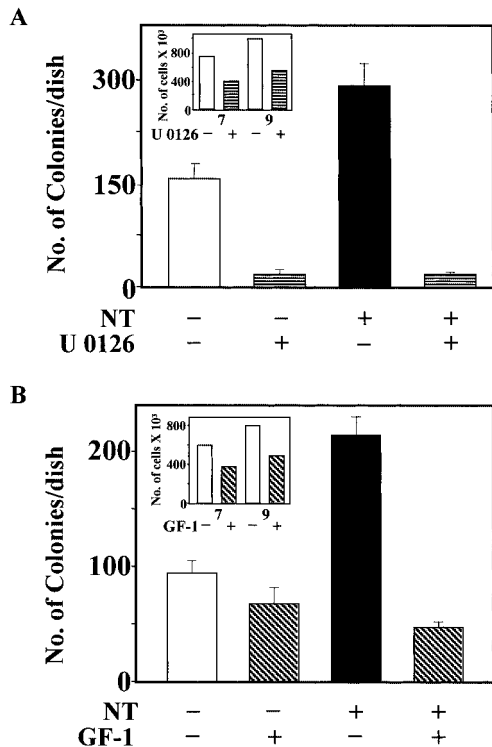 A
No. of Colonies/dish
300
150
0
No. of cells X 10³
800
400
0
7 9
U 0126 − + − +
NT − − + +
U 0126 − + − +
B
No. of Colonies/dish
200
100
0
No. of cells X 10³
800
400
0
7 9
GF-1 − + − +
NT − − + +
GF-1 − + − +